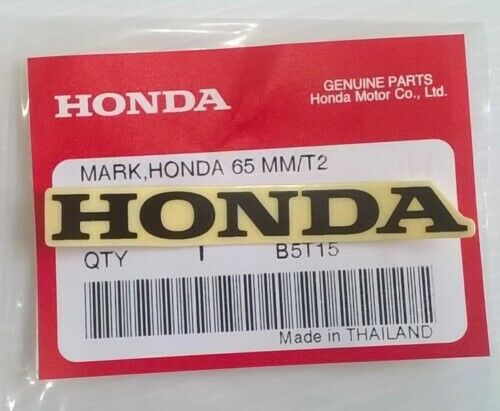 HONDA
GENUINE PARTS
Honda Motor Co., Ltd.
MARK,HONDA 65 MM/T2
HONDA
QTY 1 B5T15
Made in THAILAND